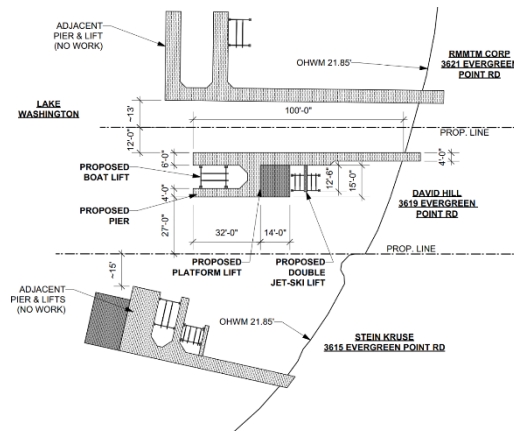 ADJACENT
PIER & LIFT
(NO WORK)
OHWM 21.85'
RMMTM CORP
3621 EVERGREEN
POINT RD
LAKE
WASHINGTON
~13'
100'-0"
PROP. LINE
12'-0"
6'-0"
4'-0"
PROPOSED
BOAT LIFT
4'-0"
12'-6"
15'-0"
DAVID HILL
3619 EVERGREEN
POINT RD
PROPOSED
PIER
27'-0"
32'-0"
14'-0"
PROP. LINE
PROPOSED
PLATFORM LIFT
PROPOSED
DOUBLE
JET-SKI LIFT
~15'
ADJACENT
PIER & LIFTS
(NO WORK)
OHWM 21.85'
STEIN KRUSE
3615 EVERGREEN POINT RD